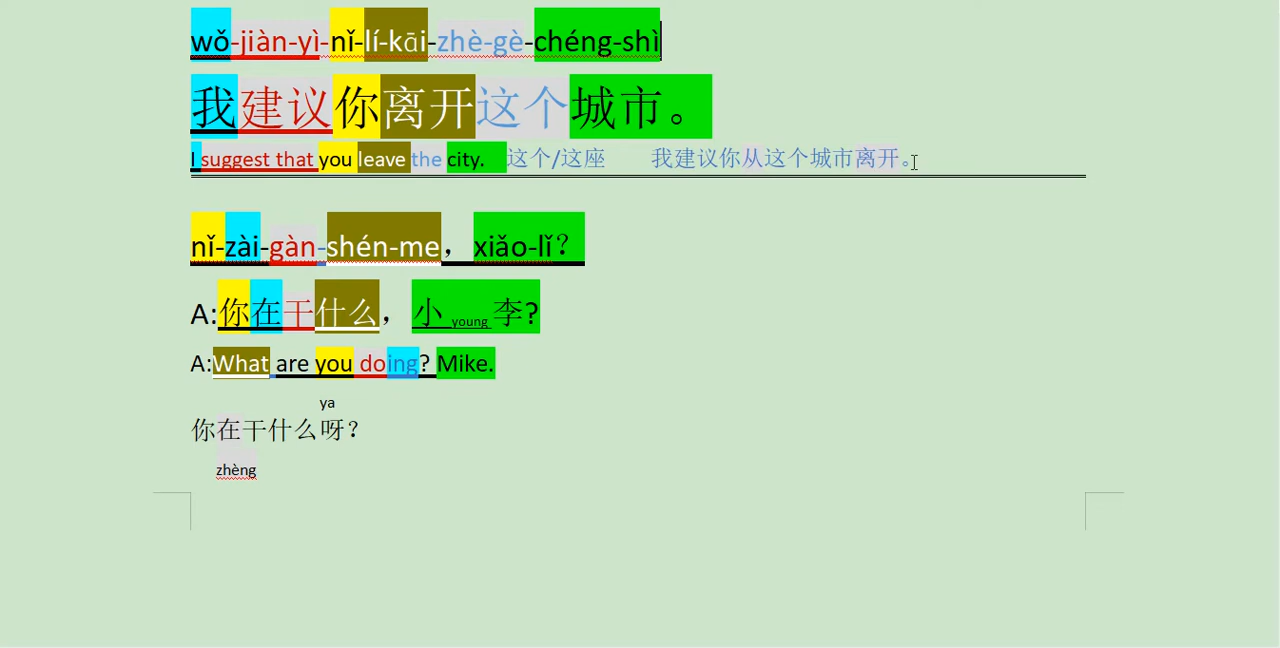 wǒ-jiàn-yì-nǐ-lí-kāi-zhè-gè-chéng-shì
我建议你离开这个城市。
I suggest that you leave the city. 这个/这座 我建议你从这个城市离开。
nǐ-zài-gàn-shén-me，xiǎo-lǐ？
A:你在干什么，小 young 李?
A:What are you doing? Mike.
ya
你在干什么呀？
zhèng